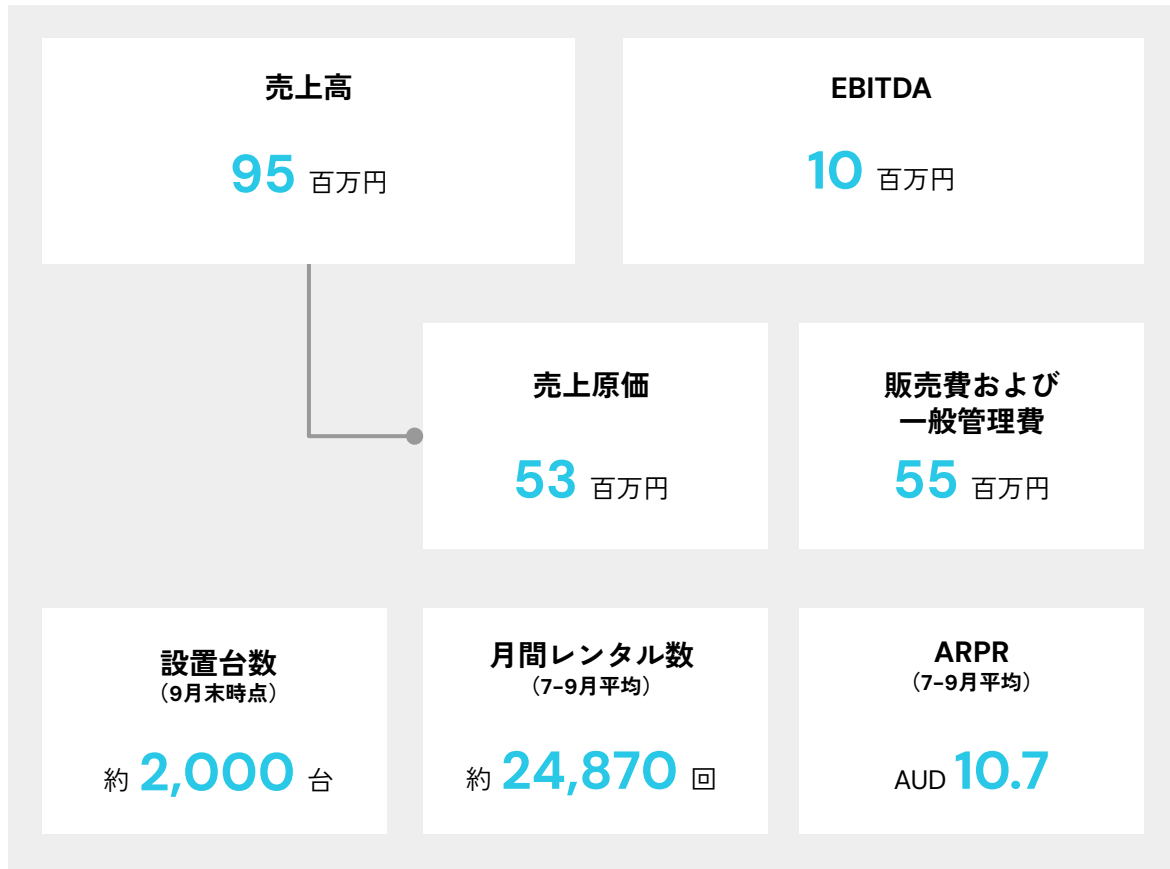 売上高
95 百万円
EBITDA
10 百万円
売上原価
53 百万円
販売費および
一般管理費
55 百万円
設置台数
（9月末時点）
約 2,000 台
月間レンタル数
（7-9月平均）
約 24,870 回
ARPR
（7-9月平均）
AUD 10.7